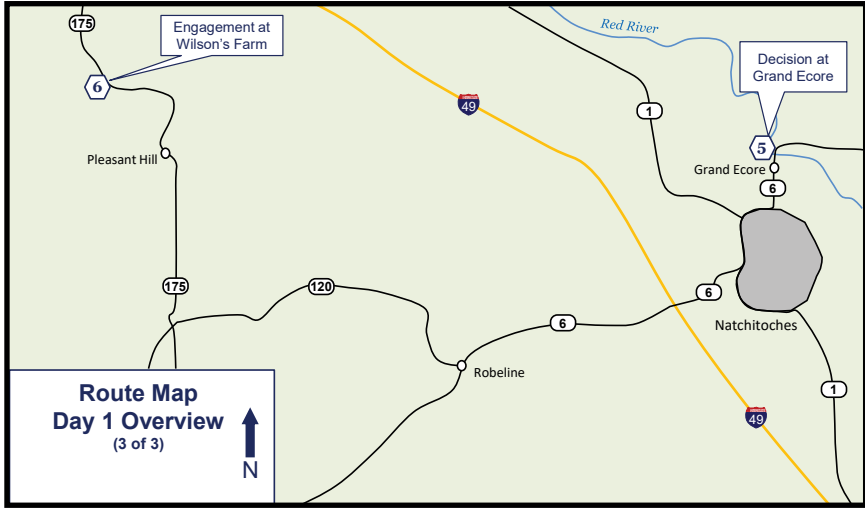 175
Engagement at
Wilson's Farm
6
Pleasant Hill
49
1
Red River
Decision at
Grand Ecore
5
Grand Ecore
6
175
120
6
6
Natchitoches
Robeline
1
49
Route Map
Day 1 Overview
(3 of 3)
N